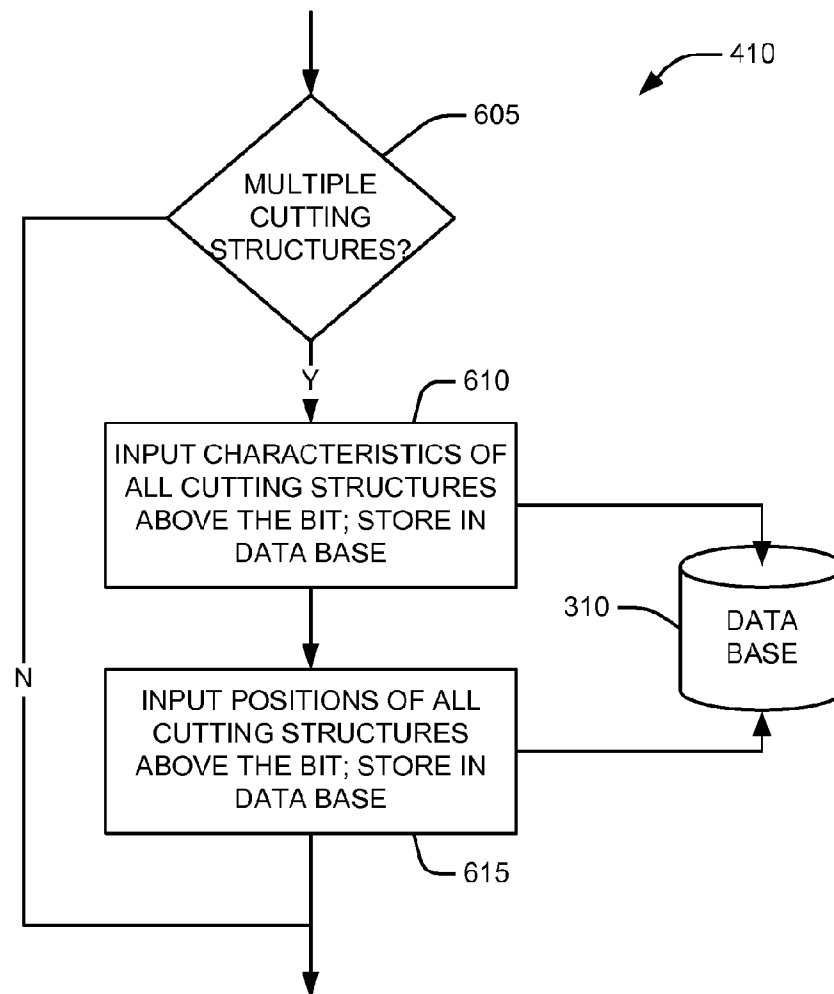 410
605
MULTIPLE
CUTTING
STRUCTURES?
Y
610
INPUT CHARACTERISTICS OF
ALL CUTTING STRUCTURES
ABOVE THE BIT; STORE IN
DATA BASE
310
DATA
BASE
N
INPUT POSITIONS OF ALL
CUTTING STRUCTURES
ABOVE THE BIT; STORE IN
DATA BASE
615